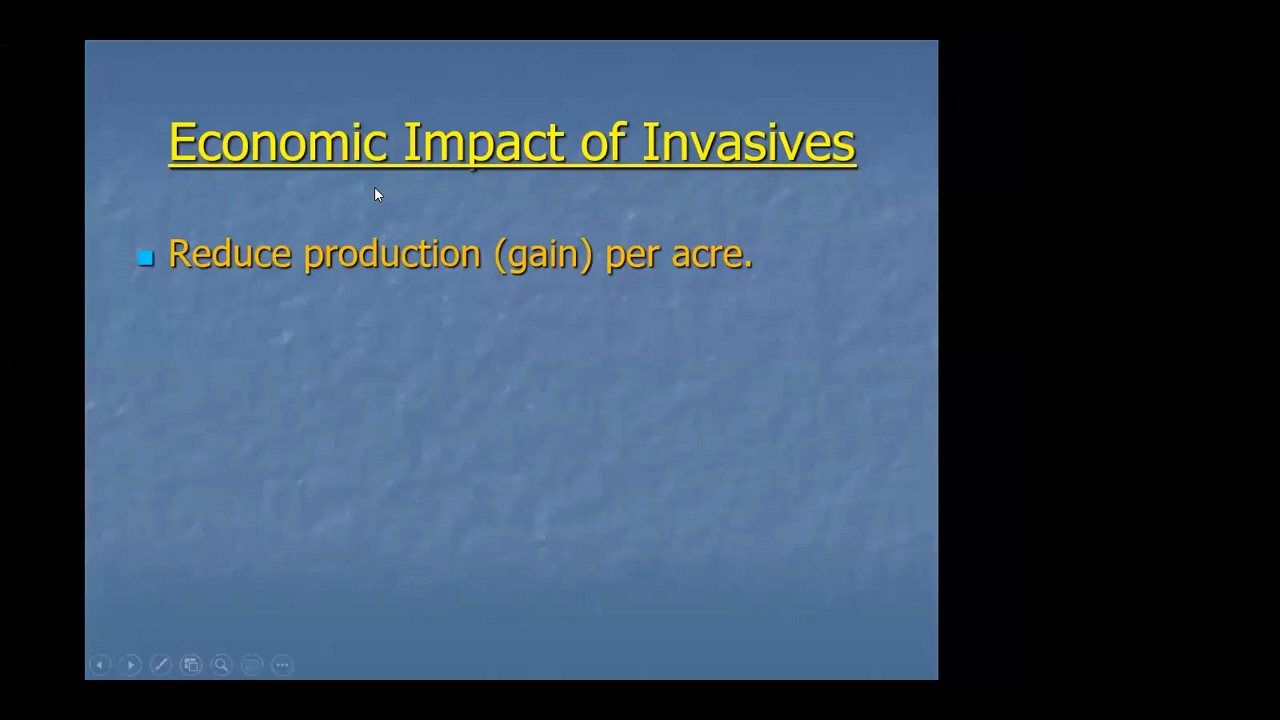 Economic Impact of Invasives
Reduce production (gain) per acre.